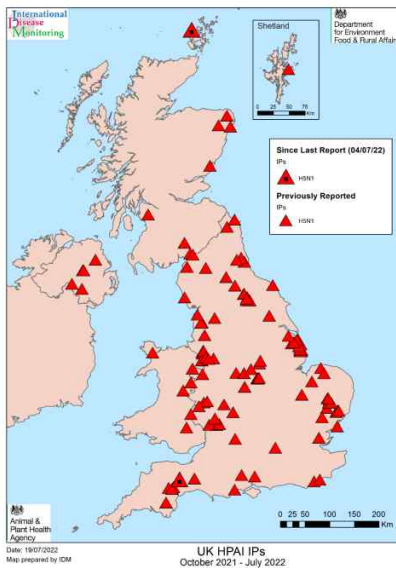 International
Disease
Monitoring
Shetland
0 25 50 75
Km
Department
for Environment
Food & Rural Affairs
Since Last Report (04/07/22)
IPs
H5N1
Previously Reported
IPs
H5N1
Animal &
Plant Health
Agency
0 25 50 100 150 200
Km
Date: 19/07/2022
Map prepared by IDM
UK HPAI IPs
October 2021 - July 2022